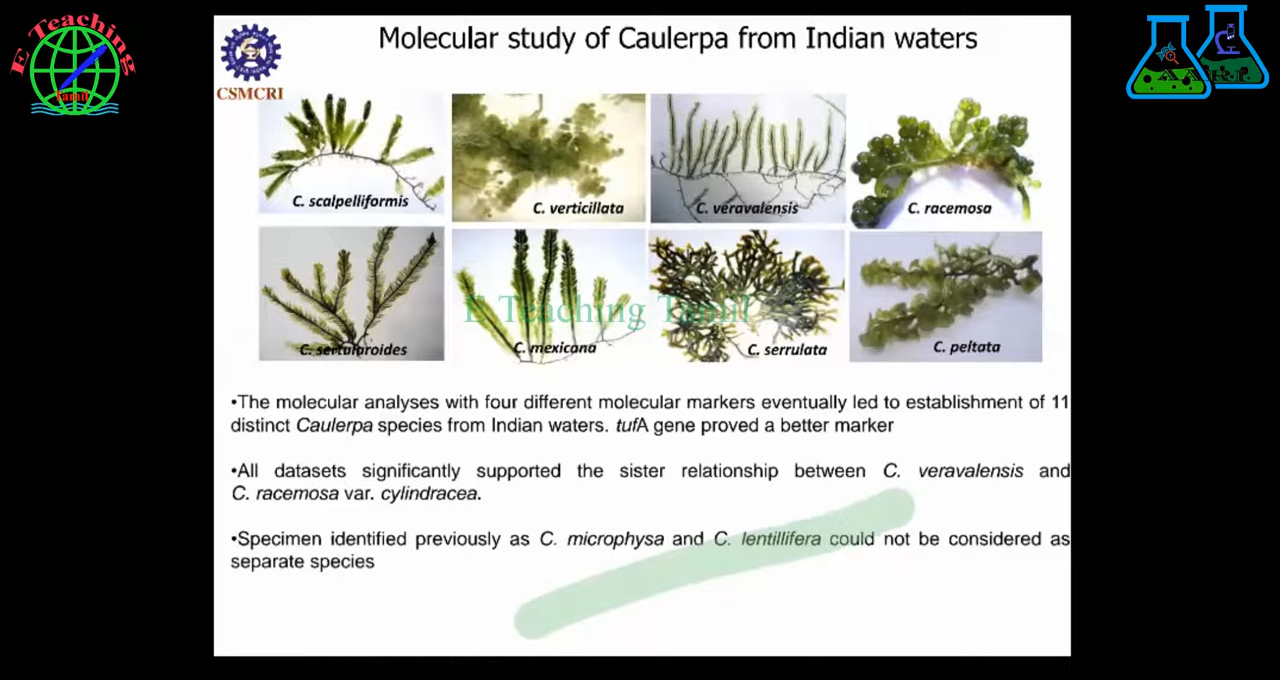 E Teaching
Tamil
Molecular study of Caulerpa from Indian waters
CSMCRI
C. scalpelliformis
C. verticillata
C. veravalensis
C. racemosa
C. sertularoides
C. mexicana
C. serrulata
C. peltata
E Teaching Tamil
•The molecular analyses with four different molecular markers eventually led to establishment of 11
distinct Caulerpa species from Indian waters. tufA gene proved a better marker
•All datasets significantly supported the sister relationship between C. veravalensis and
C. racemosa var. cylindracea.
•Specimen identified previously as C. microphysa and C. lentillifera could not be considered as
separate species